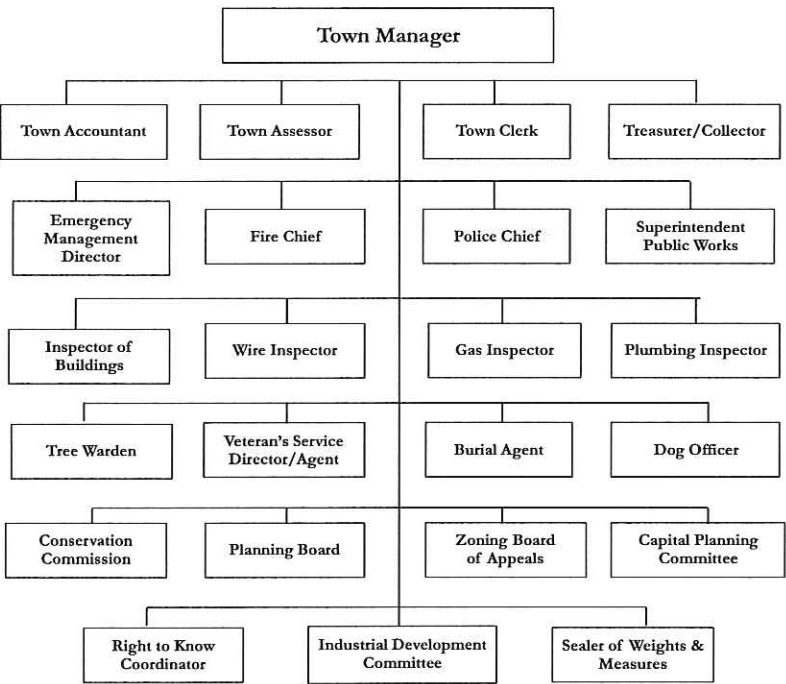 Town Manager
Town Accountant
Town Assessor
Town Clerk
Treasurer/Collector
Emergency
Management
Director
Fire Chief
Police Chief
Superintendent
Public Works
Inspector of
Buildings
Wire Inspector
Gas Inspector
Plumbing Inspector
Tree Warden
Veteran's Service
Director/Agent
Burial Agent
Dog Officer
Conservation
Commission
Planning Board
Zoning Board
of Appeals
Capital Planning
Committee
Right to Know
Coordinator
Industrial Development
Committee
Sealer of Weights &
Measures